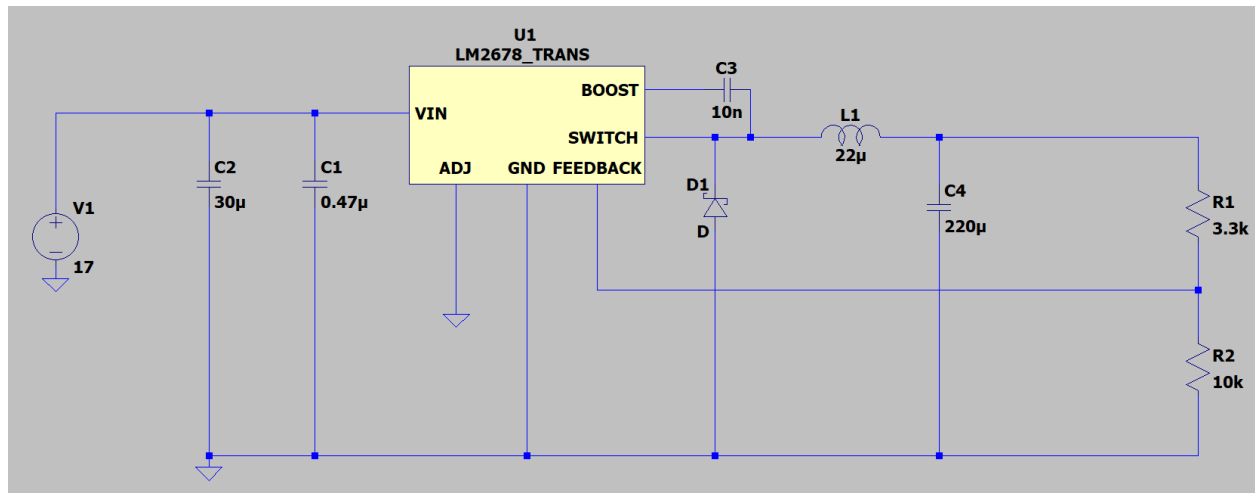 U1
LM2678_TRANS
BOOST
C3
10n
VIN
SWITCH
L1
22µ
ADJ
GND
FEEDBACK
C2
30µ
C1
0.47µ
V1
+
−
17
D1
D
C4
220µ
R1
3.3k
R2
10k